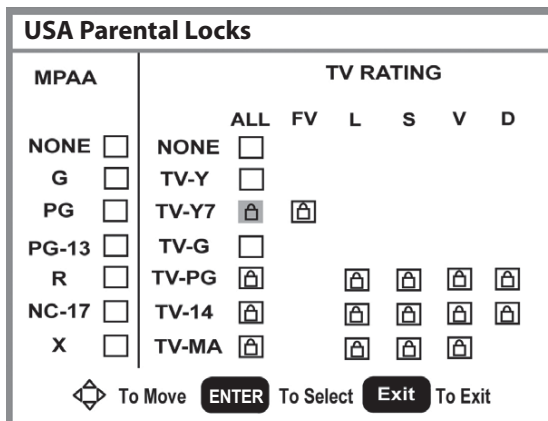 USA Parental Locks
MPAA TV RATING
ALL FV L S V D
NONE NONE
G TV-Y
PG TV-Y7
PG-13 TV-G
R TV-PG
NC-17 TV-14
X TV-MA
To Move ENTER To Select Exit To Exit